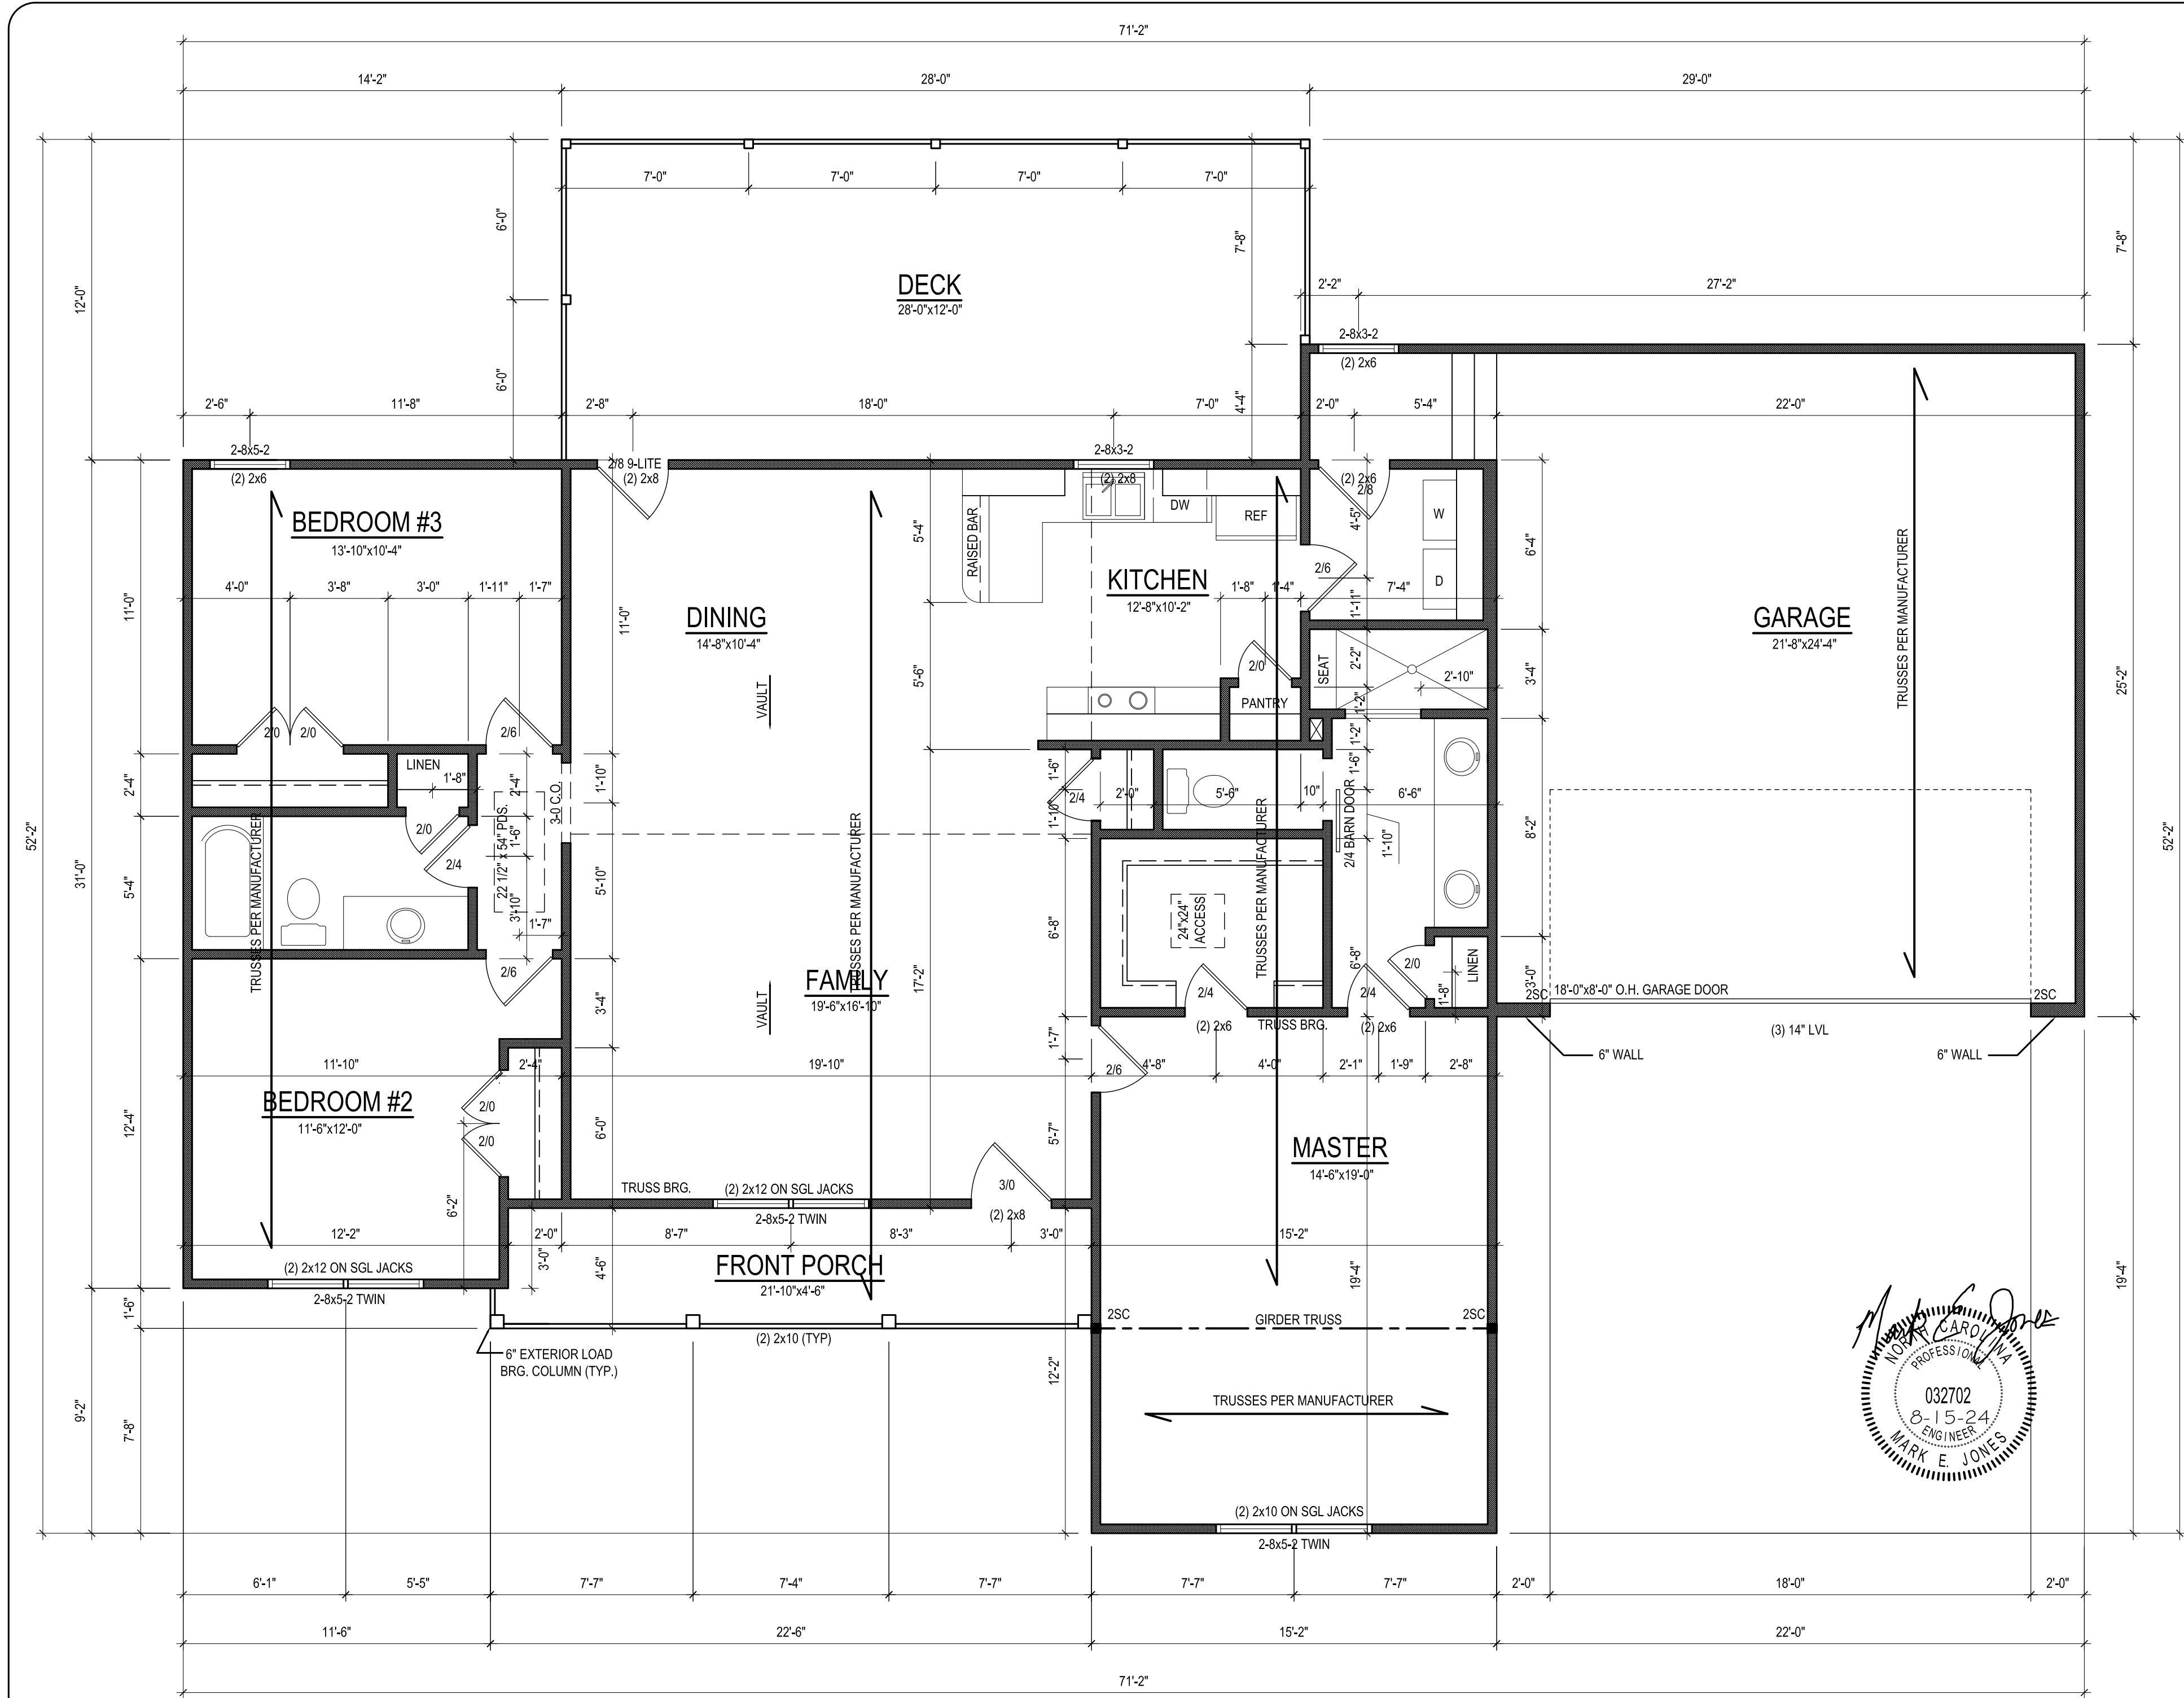 71'-2"
14'-2" 28'-0" 29'-0"
7'-0" 7'-0" 7'-0" 7'-0"
6'-0"
7'-8"
7'-8"
DECK
28'-0"x12'-0"
12'-0"
2'-2" 27'-2"
2-8x3-2
(2) 2x6
6'-0"
4'-4"
2'-6" 11'-8" 2'-8" 18'-0" 7'-0" 2'-0" 5'-4" 22'-0"
2-8x5-2
(2) 2x6
2/8 9-LITE
(2) 2x8
2-8x3-2
(2) 2x8
(2) 2x6
2/8
4'-5"
DW
REF
W
D
RAISED BAR
5'-4"
6'-4"
BEDROOM #3
13'-10"x10'-4"
KITCHEN
12'-8"x10'-2"
2/6
4'-0" 3'-8" 3'-0" 1'-11" 1'-7"
1'-8" 1'-4" 7'-4"
1'-11"
11'-0"
11'-0"
DINING
14'-8"x10'-4"
GARAGE
21'-8"x24'-4"
TRUSSES PER MANUFACTURER
25'-2"
VAULT
5'-6"
2/0
PANTRY
SEAT
2'-2"
2'-10"
3'-4"
1'-2"
1'-2"
2/0 2/0
2/6
LINEN
1'-8"
2'-4"
2'-4"
1'-10"
3-0 C.O.
1'-6"
1'-10"
2/4
2'-0" 5'-6" 10" 6'-6"
1'-6"
2/4 BARN DOOR
1'-10"
8'-2"
2/0
2/4
22 1/2" x 54" PDS.
1'-6"
3'-10"
1'-7"
5'-4"
5'-10"
TRUSSES PER MANUFACTURER
TRUSSES PER MANUFACTURER
TRUSSES PER MANUFACTURER
52'-2"
31'-0"
52'-2"
6'-8"
24"x24"
ACCESS
6'-8"
2/0
LINEN
1'-8"
3'-0"
2/6
FAMILY
19'-6"x16'-10"
VAULT
17'-2"
3'-4"
2/4
2/4
(2) 2x6
TRUSS BRG.
(2) 2x6
2SC
18'-0"x8'-0" O.H. GARAGE DOOR
2SC
(3) 14" LVL
6" WALL
6" WALL
1'-7"
11'-10" 2'-4" 19'-10" 2/6 4'-8" 4'-0" 2'-1" 1'-9" 2'-8"
BEDROOM #2
11'-6"x12'-0"
2/0
2/0
12'-4"
6'-0"
5'-7"
MASTER
14'-6"x19'-0"
6'-2"
TRUSS BRG.
(2) 2x12 ON SGL JACKS
2-8x5-2 TWIN
3/0
(2) 2x8
12'-2" 2'-0" 8'-7" 8'-3" 3'-0" 15'-2"
3'-0"
4'-6"
FRONT PORCH
21'-10"x4'-6"
(2) 2x12 ON SGL JACKS
2-8x5-2 TWIN
1'-6"
19'-4"
19'-4"
2SC
GIRDER TRUSS
2SC
(2) 2x10 (TYP)
6" EXTERIOR LOAD
BRG. COLUMN (TYP.)
9'-2"
7'-8"
12'-2"
TRUSSES PER MANUFACTURER
Mark E Jones
NORTH CAROLINA
PROFESSIONAL
032702
8-15-24
ENGINEER
MARK E. JONES
(2) 2x10 ON SGL JACKS
2-8x5-2 TWIN
6'-1" 5'-5" 7'-7" 7'-4" 7'-7" 7'-7" 7'-7" 2'-0" 18'-0" 2'-0"
11'-6" 22'-6" 15'-2" 22'-0"
71'-2"